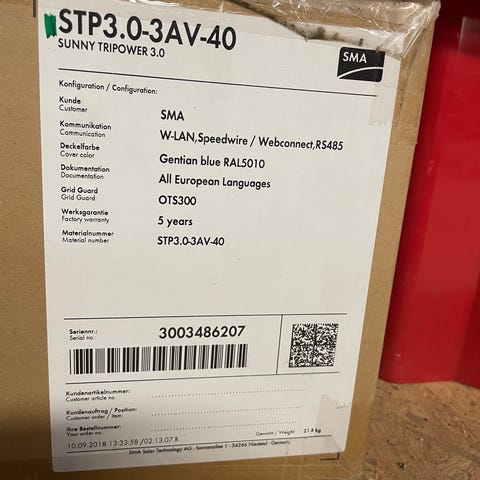 STP3.0-3AV-40
SUNNY TRIPOWER 3.0
SMA
Konfiguration / Configuration:
Kunde
Customer
SMA
Kommunikation
Communication
W-LAN,Speedwire / Webconnect,RS485
Deckelfarbe
Cover color
Gentian blue RAL5010
Dokumentation
Documentation
All European Languages
Grid Guard
Grid Guard
OTS300
Werksgarantie
Factory warranty
5 years
Materialnummer
Material number
STP3.0-3AV-40
Seriennr.:
Serial no.:
3003486207
Kundenartikelnummer:
Customer article no.:
Kundenauftrag / Position:
Customer order / Item:
Ihre Bestellnummer:
Your order no.:
Gewicht / Weight 21.8 kg
10.09.2018 13:33:58 /02.13.07.R
SMA Solar Technology AG - Sonnenallee 1 - 34266 Niestetal - Germany